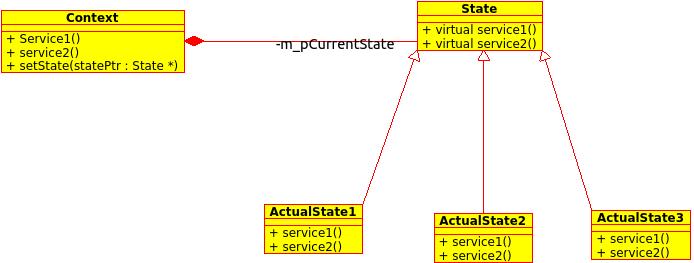 Context
+ Service1()
+ service2()
+ setState(statePtr : State *)
-m_pCurrentState
State
+ virtual service1()
+ virtual service2()
ActualState1
+ service1()
+ service2()
ActualState2
+ service1()
+ service2()
ActualState3
+ service1()
+ service2()